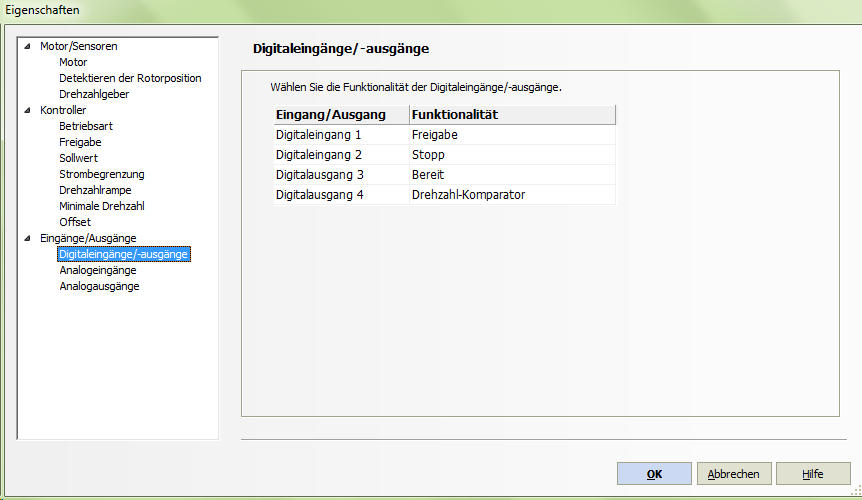 Eigenschaften
Motor/Sensoren
Motor
Detektieren der Rotorposition
Drehzahlgeber
Kontroller
Betriebsart
Freigabe
Sollwert
Strombegrenzung
Drehzahlrampe
Minimale Drehzahl
Offset
Eingänge/Ausgänge
Digitaleingänge/-ausgänge
Analogeingänge
Analogausgänge
Digitaleingänge/-ausgänge
Wählen Sie die Funktionalität der Digitaleingänge/-ausgänge.
Eingang/Ausgang Funktionalität
Digitaleingang 1 Freigabe
Digitaleingang 2 Stopp
Digitalausgang 3 Bereit
Digitalausgang 4 Drehzahl-Komparator
OK Abbrechen Hilfe